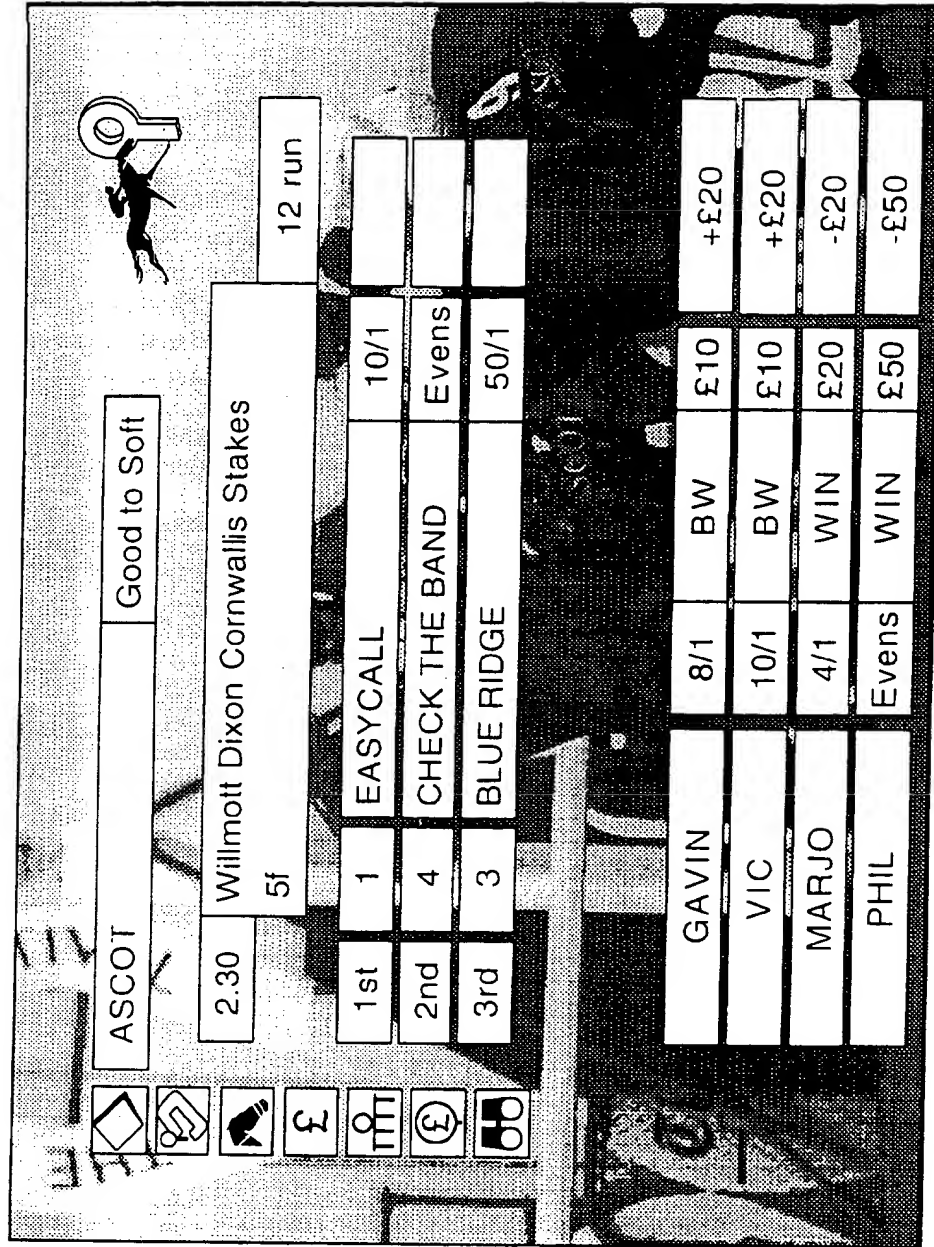 ASCOT Good to Soft
2.30 Willmott Dixon Cornwallis Stakes
5f 12 run
1st 1 EASYCALL 10/1
2nd 4 CHECK THE BAND Evens
3rd 3 BLUE RIDGE 50/1
£
£
GAVIN 8/1 BW £10 +£20
VIC 10/1 BW £10 +£20
MARJO 4/1 WIN £20 -£20
PHIL Evens WIN £50 -£50